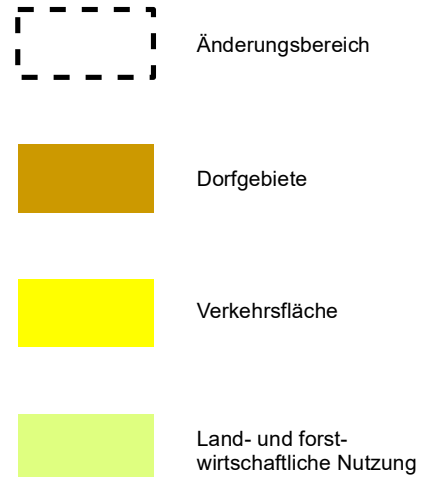 Änderungsbereich
Dorfgebiete
Verkehrsfläche
Land- und forst-
wirtschaftliche Nutzung